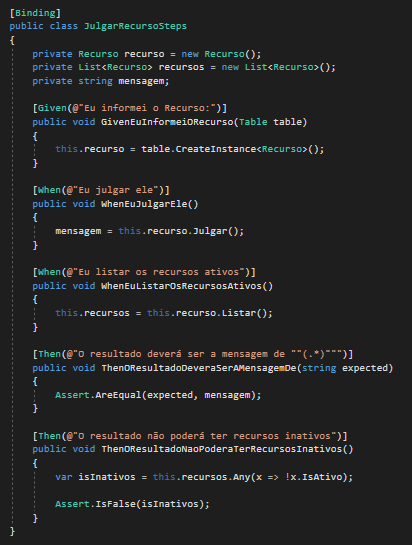 [Binding]
public class JulgarRecursoSteps
{
    private Recurso recurso = new Recurso();
    private List<Recurso> recursos = new List<Recurso>();
    private string mensagem;

    [Given(@"Eu informei o Recurso:")]
    public void GivenEuInformeiORecurso(Table table)
    {
        this.recurso = table.CreateInstance<Recurso>();
    }

    [When(@"Eu julgar ele")]
    public void WhenEuJulgarEle()
    {
        mensagem = this.recurso.Julgar();
    }

    [When(@"Eu listar os recursos ativos")]
    public void WhenEuListarOsRecursosAtivos()
    {
        this.recursos = this.recurso.Listar();
    }

    [Then(@"O resultado deverá ser a mensagem de ""(.*)""")]
    public void ThenOResultadoDeveraSerAMensagemDe(string expected)
    {
        Assert.AreEqual(expected, mensagem);
    }

    [Then(@"O resultado não poderá ter recursos inativos")]
    public void ThenOResultadoNaoPoderaTerRecursosInativos()
    {
        var isInativos = this.recursos.Any(x => !x.IsAtivo);

        Assert.IsFalse(isInativos);
    }
}